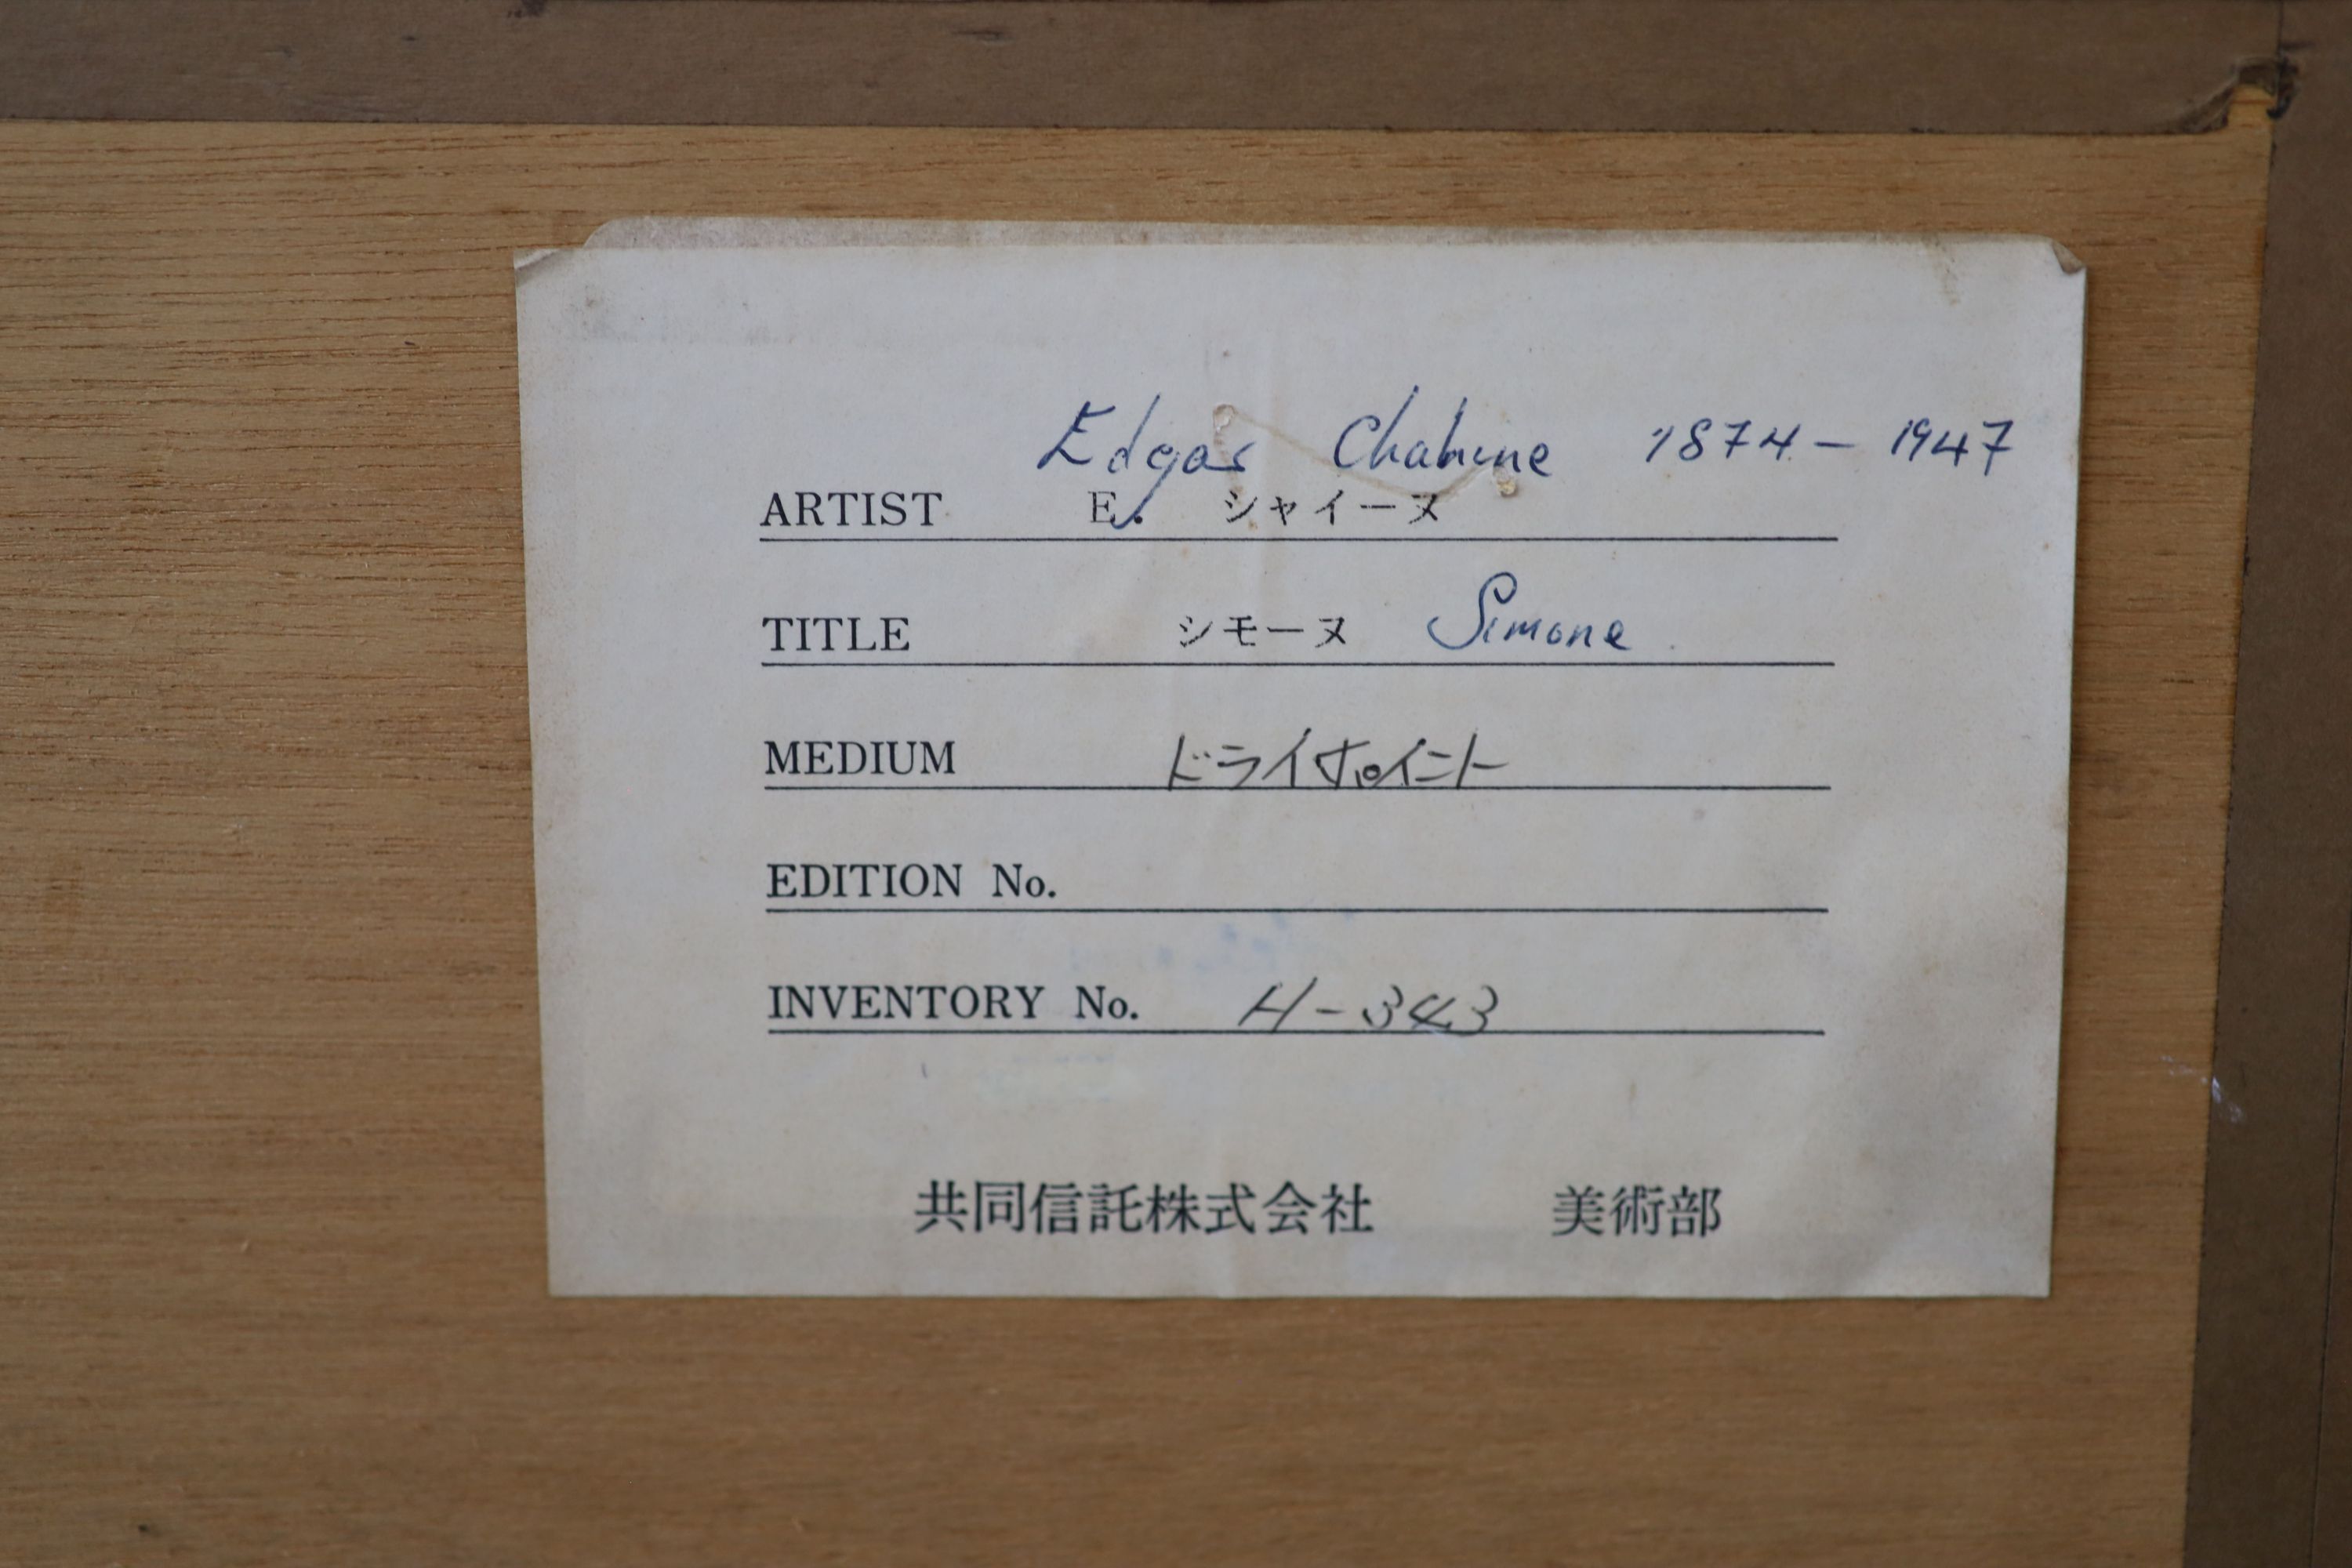 Edgar Chahine 1874 - 1947
ARTIST E. シャイーヌ
TITLE シモーヌ Simone
MEDIUM ドライポイント
EDITION No.
INVENTORY No. H-343
共同信託株式会社 美術部